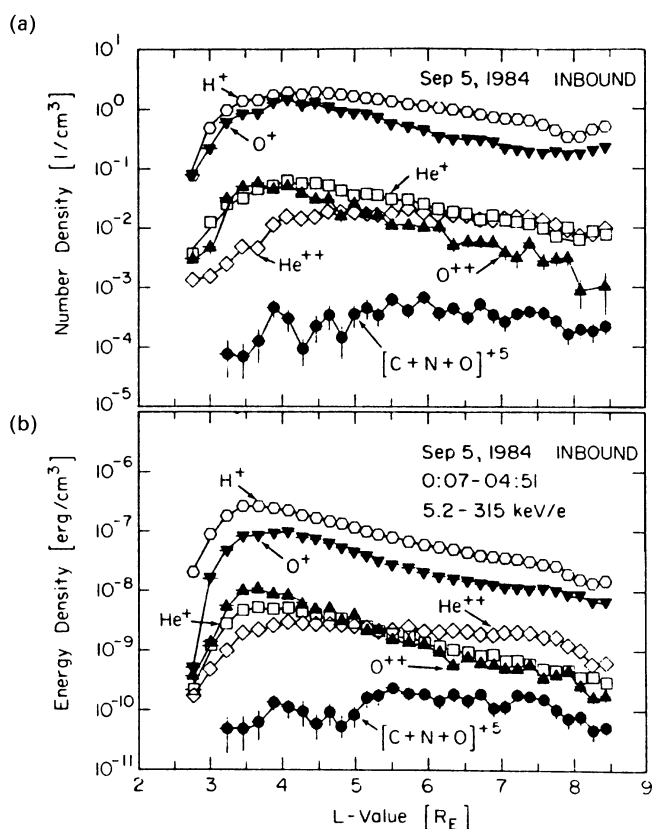 (a)
10^1
10^0
10^-1
10^-2
10^-3
10^-4
10^-5
Number Density [1/cm^3]
Sep 5, 1984 INBOUND
H^+
O^+
He^+
He^++
O^++
[C+N+O]^+5
(b)
10^-6
10^-7
10^-8
10^-9
10^-10
10^-11
Energy Density [erg/cm^3]
Sep 5, 1984 INBOUND
0:07-04:51
5.2-315 keV/e
H^+
O^+
He^+
He^++
O^++
[C+N+O]^+5
2 3 4 5 6 7 8 9
L-Value [R_E]